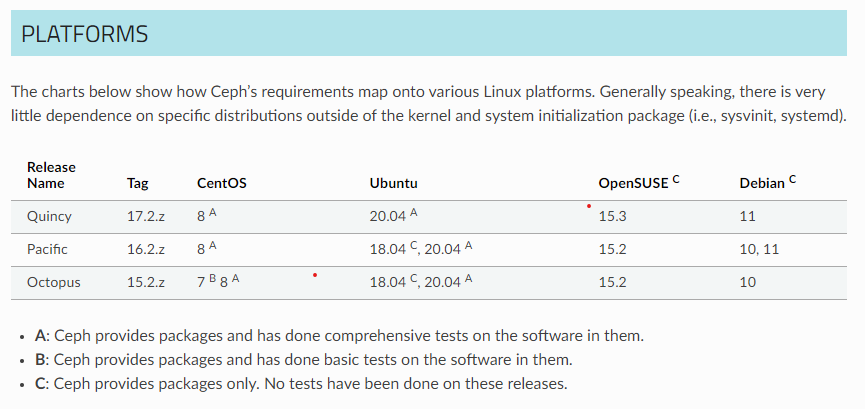 PLATFORMS
The charts below show how Ceph's requirements map onto various Linux platforms. Generally speaking, there is very
little dependence on specific distributions outside of the kernel and system initialization package (i.e., sysvinit, systemd).
Release Name Tag CentOS Ubuntu OpenSUSE C Debian C
Quincy 17.2.z 8 A 20.04 A 15.3 11
Pacific 16.2.z 8 A 18.04 C, 20.04 A 15.2 10, 11
Octopus 15.2.z 7 B 8 A 18.04 C, 20.04 A 15.2 10
• A: Ceph provides packages and has done comprehensive tests on the software in them.
• B: Ceph provides packages and has done basic tests on the software in them.
• C: Ceph provides packages only. No tests have been done on these releases.